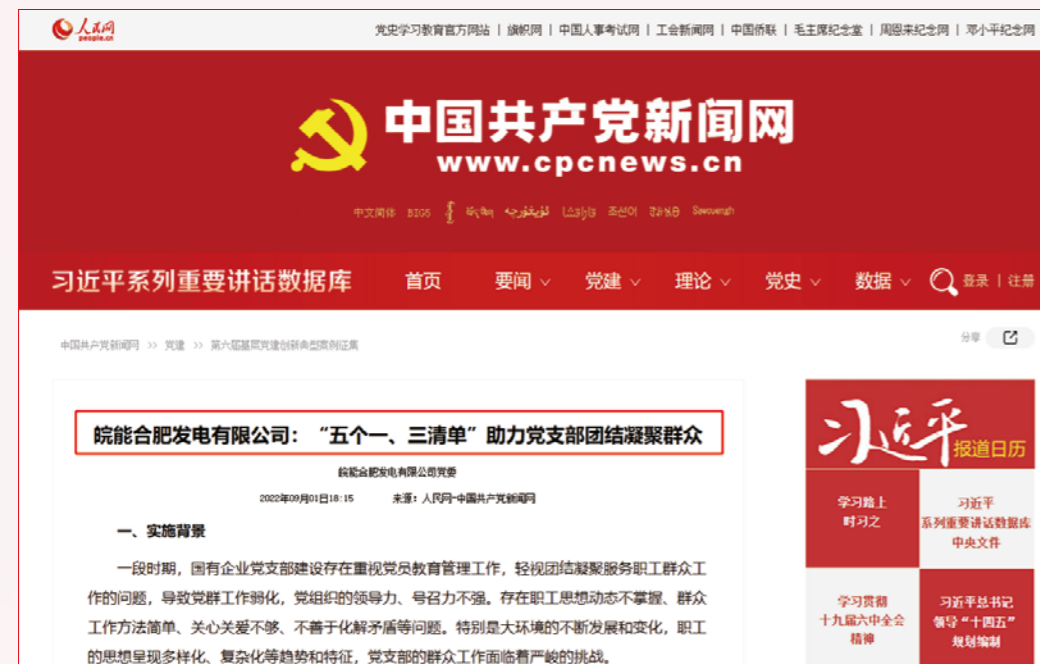 人民网
people.cn
党史学习教育官方网站 | 旗帜网 | 中国人事考试网 | 工会新闻网 | 中国侨联 | 毛主席纪念堂 | 周恩来纪念网 | 邓小平纪念网
中国共产党新闻网
www.cpcnews.cn
中文简体 BIG5 ئۇيغۇرچە 조선어 Sawcuengh
习近平系列重要讲话数据库 首页 要闻 党建 理论 党史 数据 登录 | 注册
中国共产党新闻网 >> 党建 >> 第六届基层党建创新典型案例征集
分享
皖能合肥发电有限公司：“五个一、三清单”助力党支部团结凝聚群众
皖能合肥发电有限公司党委
2022年09月01日18:15 来源：人民网-中国共产党新闻网
一、实施背景
一段时期，国有企业党支部建设存在重视党员教育管理工作，轻视团结凝聚服务职工群众工
作的问题，导致党群工作弱化，党组织的领导力、号召力不强。存在职工思想动态不掌握、群众
工作方法简单、关心关爱不够、不善于化解矛盾等问题。特别是大环境的不断发展和变化，职工
的思想呈现多样化、复杂化等趋势和特征，党支部的群众工作面临着严峻的挑战。
习近平
报道日历
学习路上
时习之
习近平
系列重要讲话数据库
中央文件
学习贯彻
十九届六中全会
精神
习近平总书记
领导“十四五”
规划编制